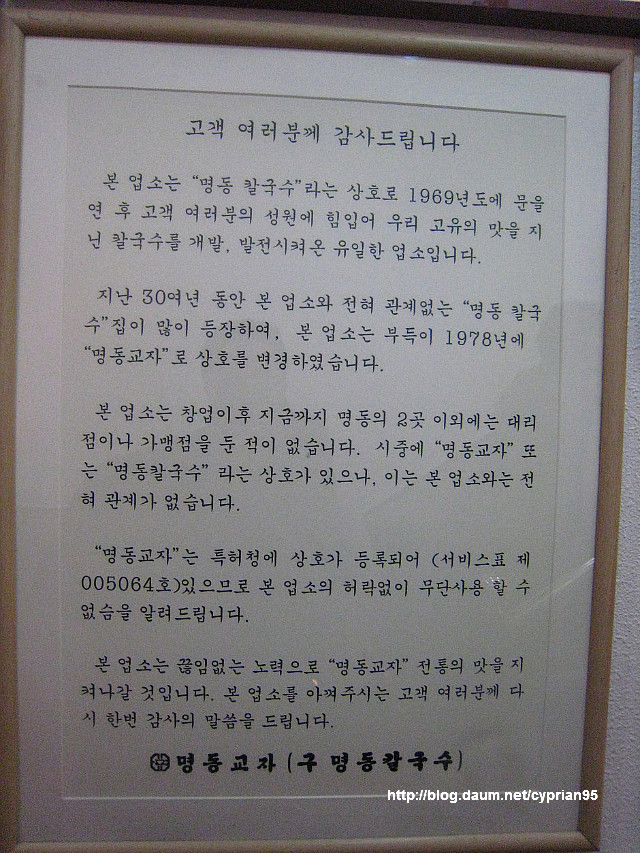 고객 여러분께 감사드립니다
본 업소는 “명동 칼국수”라는 상호로 1969년도에 문을
연 후 고객 여러분의 성원에 힘입어 우리 고유의 맛을 지
닌 칼국수를 개발, 발전시켜온 유일한 업소입니다.
지난 30여년 동안 본 업소와 전혀 관계없는 “명동 칼국
수”집이 많이 등장하여, 본 업소는 부득이 1978년에
“명동교자”로 상호를 변경하였습니다.
본 업소는 창업이후 지금까지 명동의 2곳 이외에는 대리
점이나 가맹점을 둔 적이 없습니다. 시중에 “명동교자” 또
는 “명동칼국수” 라는 상호가 있으나, 이는 본 업소와는 전
혀 관계가 없습니다.
“명동교자”는 특허청에 상호가 등록되어 (서비스표 제
005064호)있으므로 본 업소의 허락없이 무단사용 할 수
없슴을 알려드립니다.
본 업소는 끊임없는 노력으로 “명동교자” 전통의 맛을 지
켜나갈 것입니다. 본 업소를 아껴주시는 고객 여러분께 다
시 한번 감사의 말씀을 드립니다.
명동교자 (구 명동칼국수)
http://blog.daum.net/cyprian95